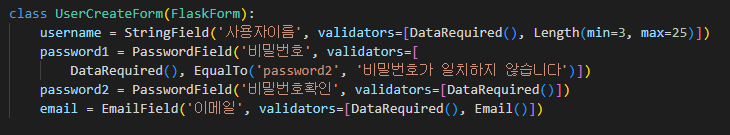 class UserCreateForm(FlaskForm):
    username = StringField('사용자이름', validators=[DataRequired(), Length(min=3, max=25)])
    password1 = PasswordField('비밀번호', validators=[
        DataRequired(), EqualTo('password2', '비밀번호가 일치하지 않습니다')])
    password2 = PasswordField('비밀번호확인', validators=[DataRequired()])
    email = EmailField('이메일', validators=[DataRequired(), Email()])